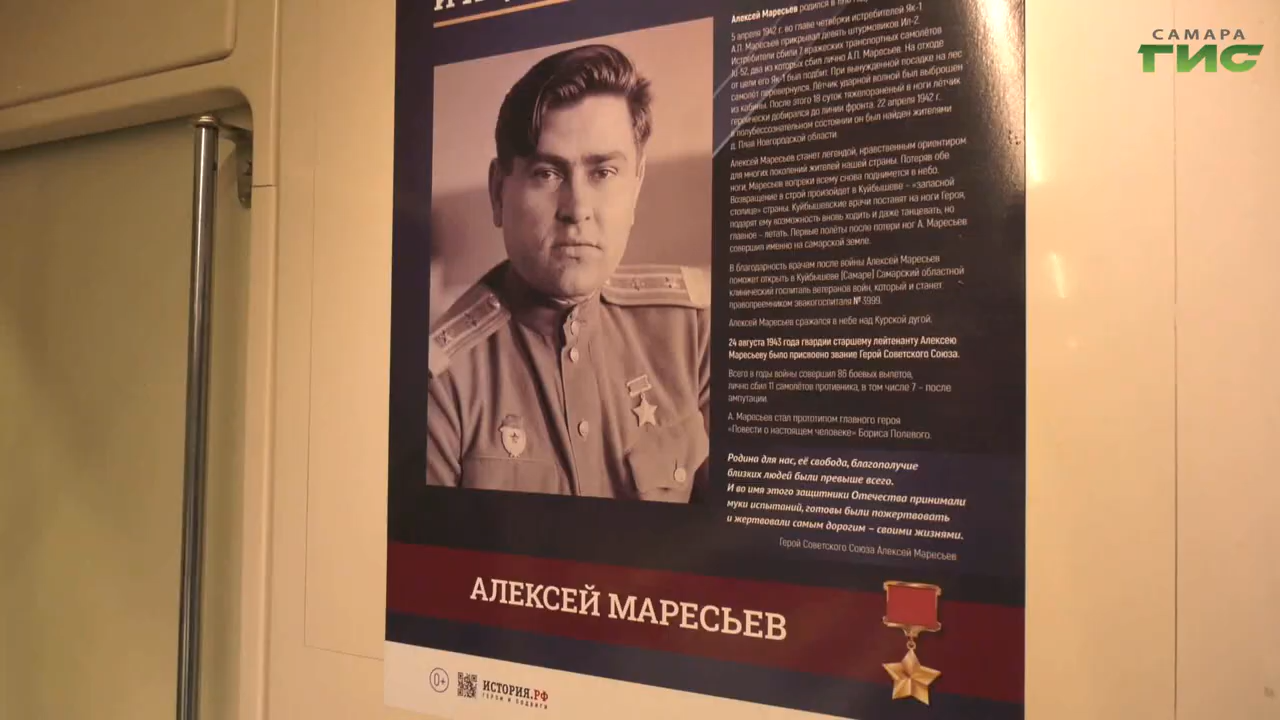 САМАРА
ГИС
Алексей Маресьев родился в
5 апреля 1942 г. во главе четвёрки истребителей Як-1
А.П. Маресьев прикрывал девять штурмовиков Ил-2.
Истребители сбили 7 вражеских транспортных самолётов
два из которых сбил лично А.П. Маресьев. На отходе
от цели его Як-1 был подбит. При вынужденной посадке на лес
самолёт перевернулся. Лётчик ударной волной был выброшен
из кабины. После этого 18 суток тяжелораненый в ноги лётчик
героически добирался до линии фронта. 22 апреля 1942 г.
в полубессознательном состоянии он был найден жителями
д. Плав Новгородской области.
Алексей Маресьев станет легендой, нравственным ориентиром
для многих поколений жителей нашей страны. Потеряв обе
ноги, Маресьев вопреки всему снова поднимется в небо.
Возвращение в строй произойдет в Куйбышеве – «запасной
столице» страны. Куйбышевские врачи поставят на ноги Героя,
подарят ему возможность вновь ходить и даже танцевать, но
главное – летать. Первые полёты после потери ног А. Маресьев
совершил именно на самарской земле.
В благодарность врачам после войны Алексей Маресьев
поможет открыть в Куйбышеве (Самаре) Самарский областной
клинический госпиталь ветеранов войн, который и станет
правопреемником эвакогоспиталя № 3999.
Алексей Маресьев сражался в небе над Курской дугой.
24 августа 1943 года гвардии старшему лейтенанту Алексею
Маресьеву было присвоено звание Герой Советского Союза.
Всего в годы войны совершил 86 боевых вылетов,
лично сбил 11 самолётов противника, в том числе 7 – после
ампутации.
А. Маресьев стал прототипом главного героя
«Повести о настоящем человеке» Бориса Полевого.
Родина для нас, её свобода, благополучие
близких людей были превыше всего.
И во имя этого защитники Отечества принимали
муки испытаний, готовы были пожертвовать
и жертвовали самым дорогим – своими жизнями.
Герой Советского Союза Алексей Маресьев
АЛЕКСЕЙ МАРЕСЬЕВ
0+
ИСТОРИЯ.РФ
ГЕРОИ И ПОДВИГИ